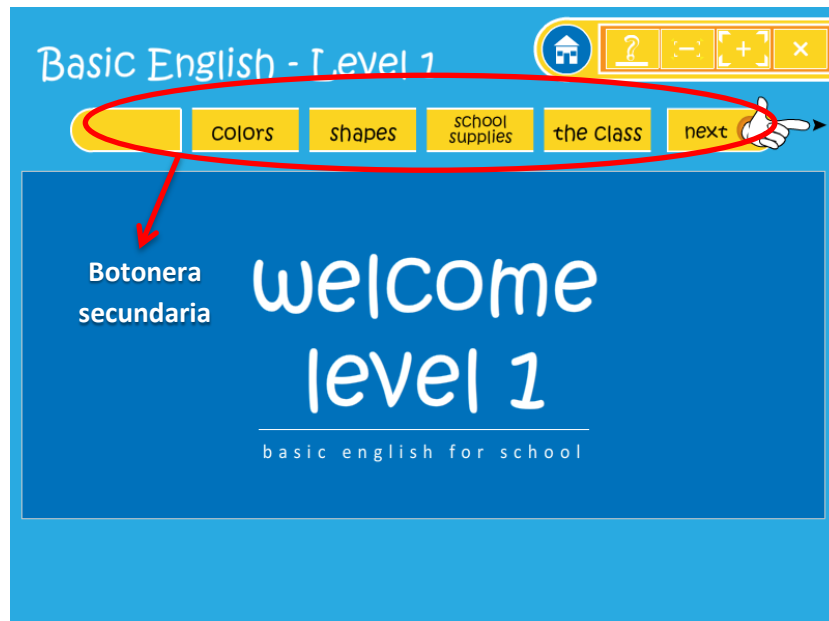 Basic English - Level 1
?
colors
shapes
school
supplies
the class
next
Botonera
secundaria
welcome
level 1
basic english for school